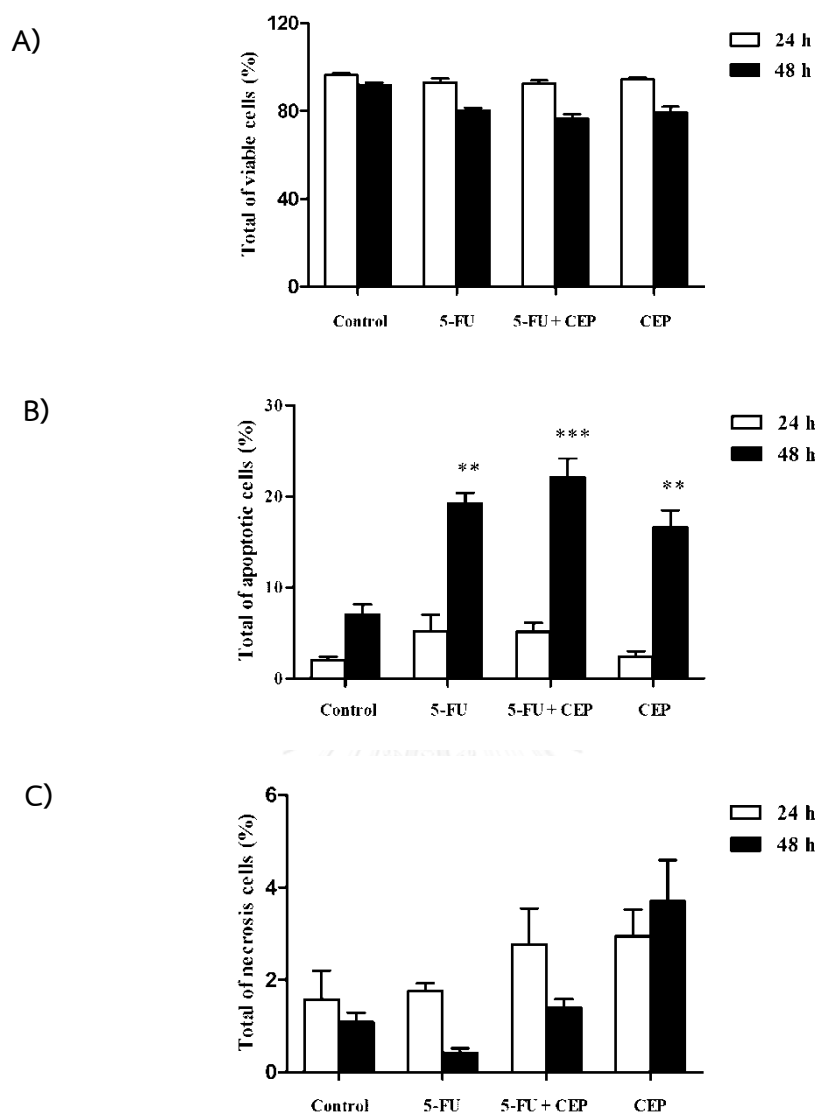 A)
Total of viable cells (%)
120
80
40
0
Control 5-FU 5-FU + CEP CEP
24 h
48 h
B)
Total of apoptotic cells (%)
30
20
10
0
** *** **
Control 5-FU 5-FU + CEP CEP
24 h
48 h
C)
Total of necrosis cells (%)
6
4
2
0
Control 5-FU 5-FU + CEP CEP
24 h
48 h